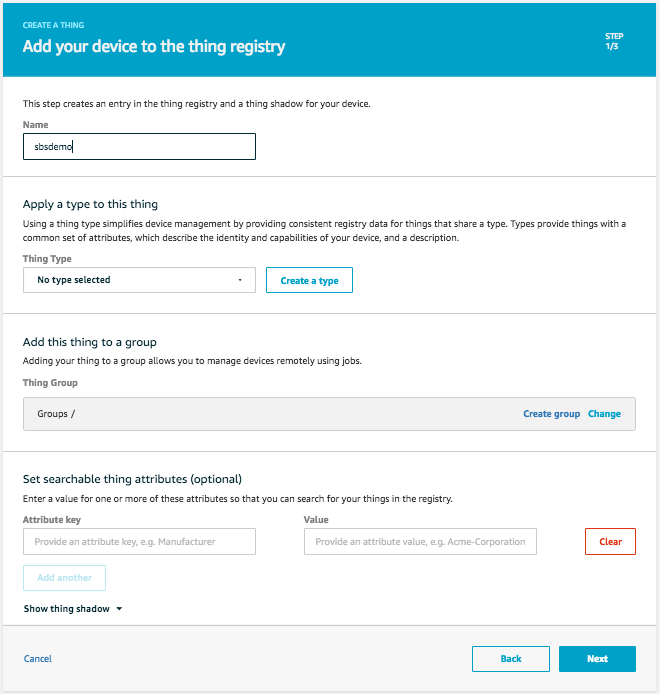 CREATE A THING
Add your device to the thing registry
STEP
1/3
This step creates an entry in the thing registry and a thing shadow for your device.
Name
sbsdemo
Apply a type to this thing
Using a thing type simplifies device management by providing consistent registry data for things that share a type. Types provide things with a
common set of attributes, which describe the identity and capabilities of your device, and a description.
Thing Type
No type selected
Create a type
Add this thing to a group
Adding your thing to a group allows you to manage devices remotely using jobs.
Thing Group
Groups /
Create group Change
Set searchable thing attributes (optional)
Enter a value for one or more of these attributes so that you can search for your things in the registry.
Attribute key
Value
Provide an attribute key, e.g. Manufacturer
Provide an attribute value, e.g. Acme-Corporation
Clear
Add another
Show thing shadow
Cancel
Back
Next